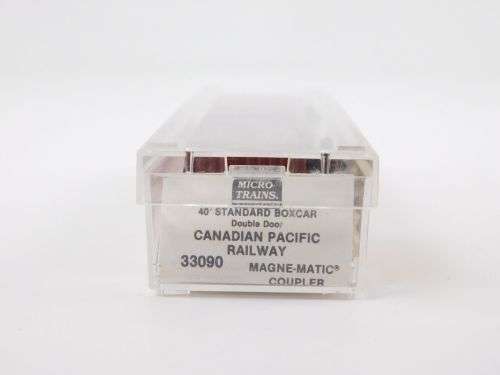 MICRO-
TRAINS®
40' STANDARD BOXCAR
Double Door
CANADIAN PACIFIC
RAILWAY
33090 MAGNE-MATIC®
COUPLER